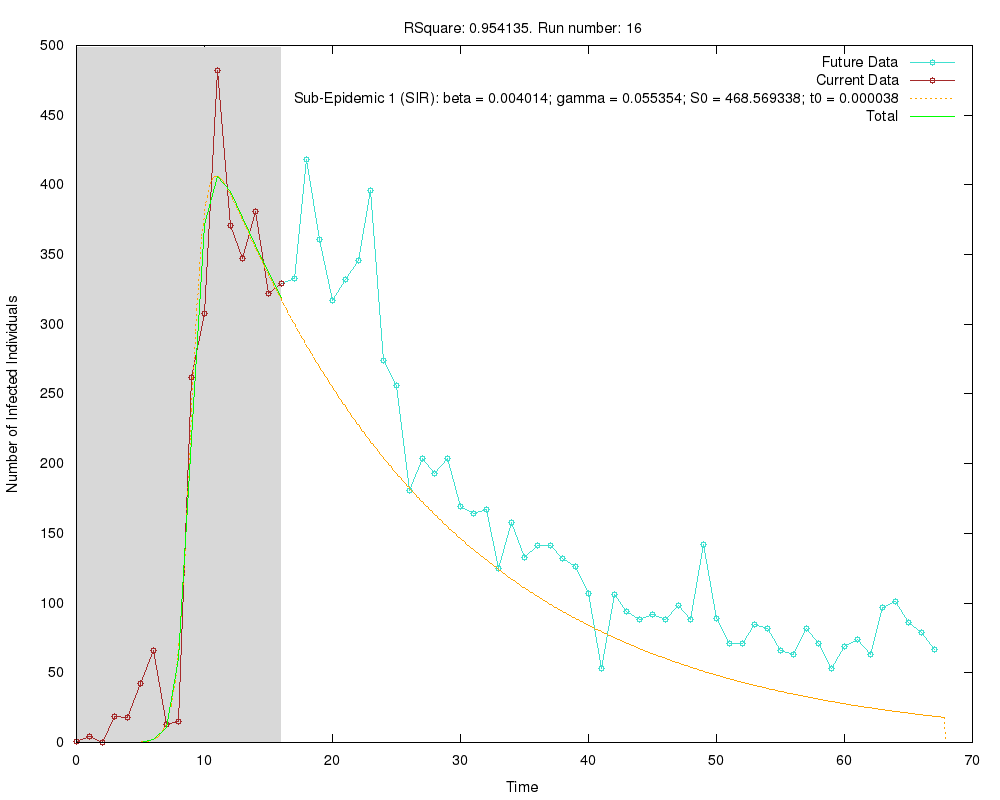 RSquare: 0.954135. Run number: 16
Future Data
Current Data
Sub-Epidemic 1 (SIR): beta = 0.004014; gamma = 0.055354; S0 = 468.569338; t0 = 0.000038
Total
500
450
400
350
300
250
200
150
100
50
0
Number of Infected Individuals
0 10 20 30 40 50 60 70
Time